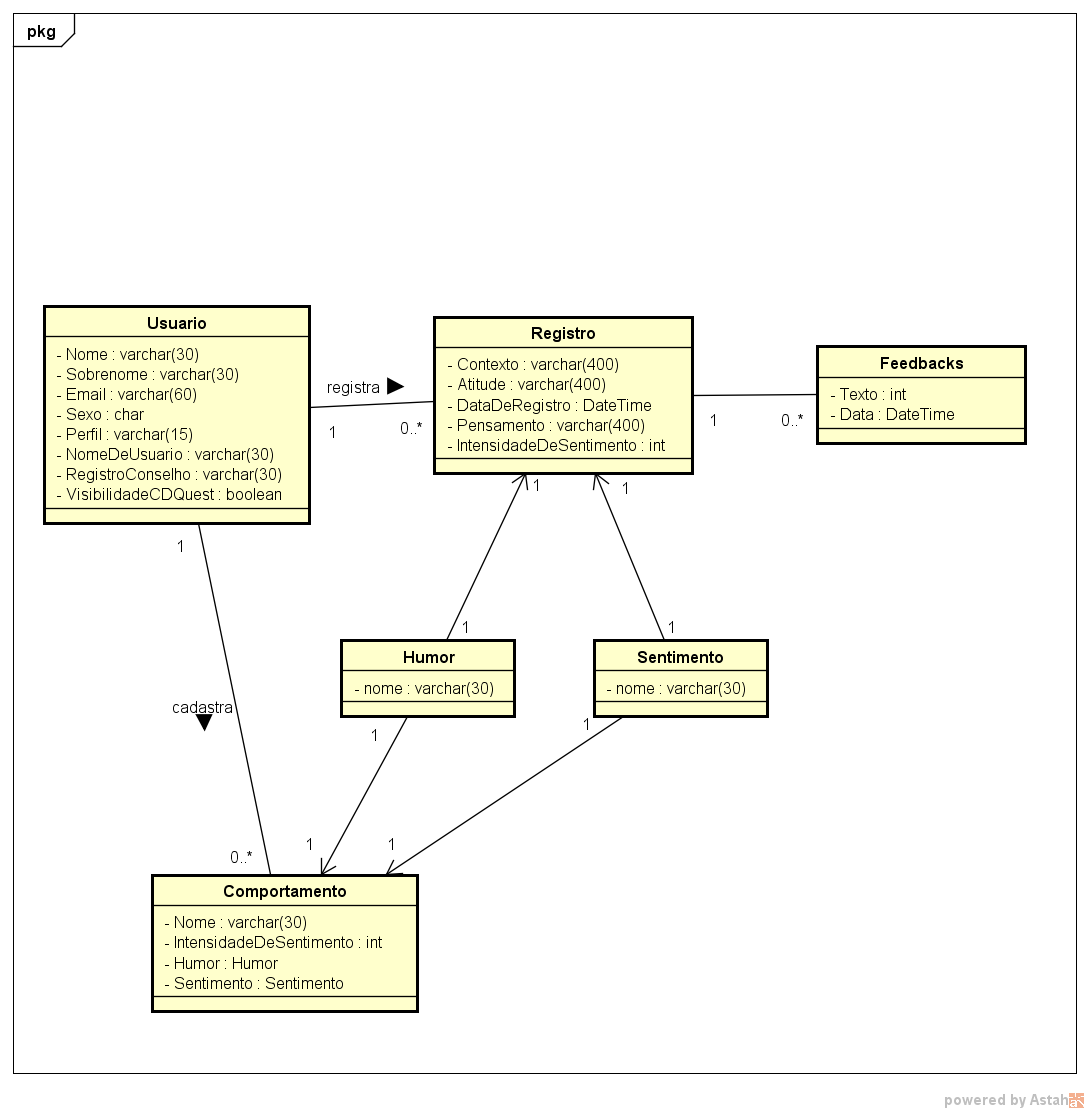 pkg
Usuario
- Nome : varchar(30)
- Sobrenome : varchar(30)
- Email : varchar(60)
- Sexo : char
- Perfil : varchar(15)
- NomeDeUsuario : varchar(30)
- RegistroConselho : varchar(30)
- VisibilidadeCDQuest : boolean
registra
1
0..*
Registro
- Contexto : varchar(400)
- Atitude : varchar(400)
- DataDeRegistro : DateTime
- Pensamento : varchar(400)
- IntensidadeDeSentimento : int
1
0..*
Feedbacks
- Texto : int
- Data : DateTime
1
1
1
1
1
Humor
- nome : varchar(30)
Sentimento
- nome : varchar(30)
cadastra
1
1
0..*
1
1
Comportamento
- Nome : varchar(30)
- IntensidadeDeSentimento : int
- Humor : Humor
- Sentimento : Sentimento
powered by Astah